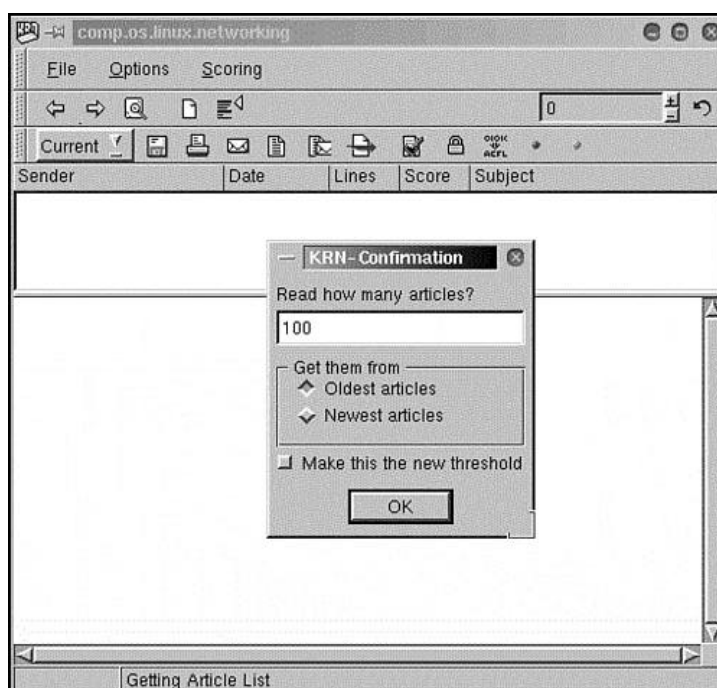 comp.os.linux.networking
File Options Scoring
0
Current
Sender Date Lines Score Subject
KRN-Confirmation
Read how many articles?
100
Get them from
Oldest articles
Newest articles
Make this the new threshold
OK
Getting Article List